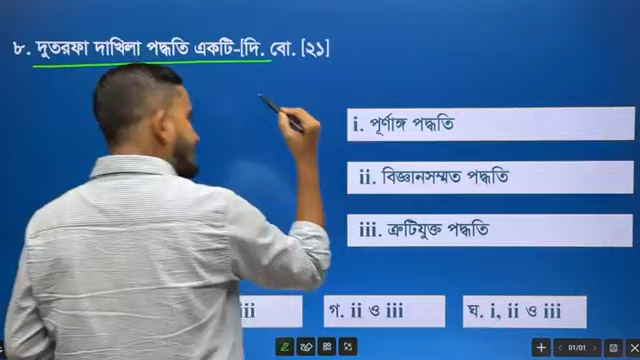 ৮. দুতরফা দাখিলা পদ্ধতি একটি-[দি. বো. [২১]
i. পূর্ণাঙ্গ পদ্ধতি
ii. বিজ্ঞানসম্মত পদ্ধতি
iii. ত্রুটিযুক্ত পদ্ধতি
iii
গ. ii ও iii
ঘ. i, ii ও iii
01/01